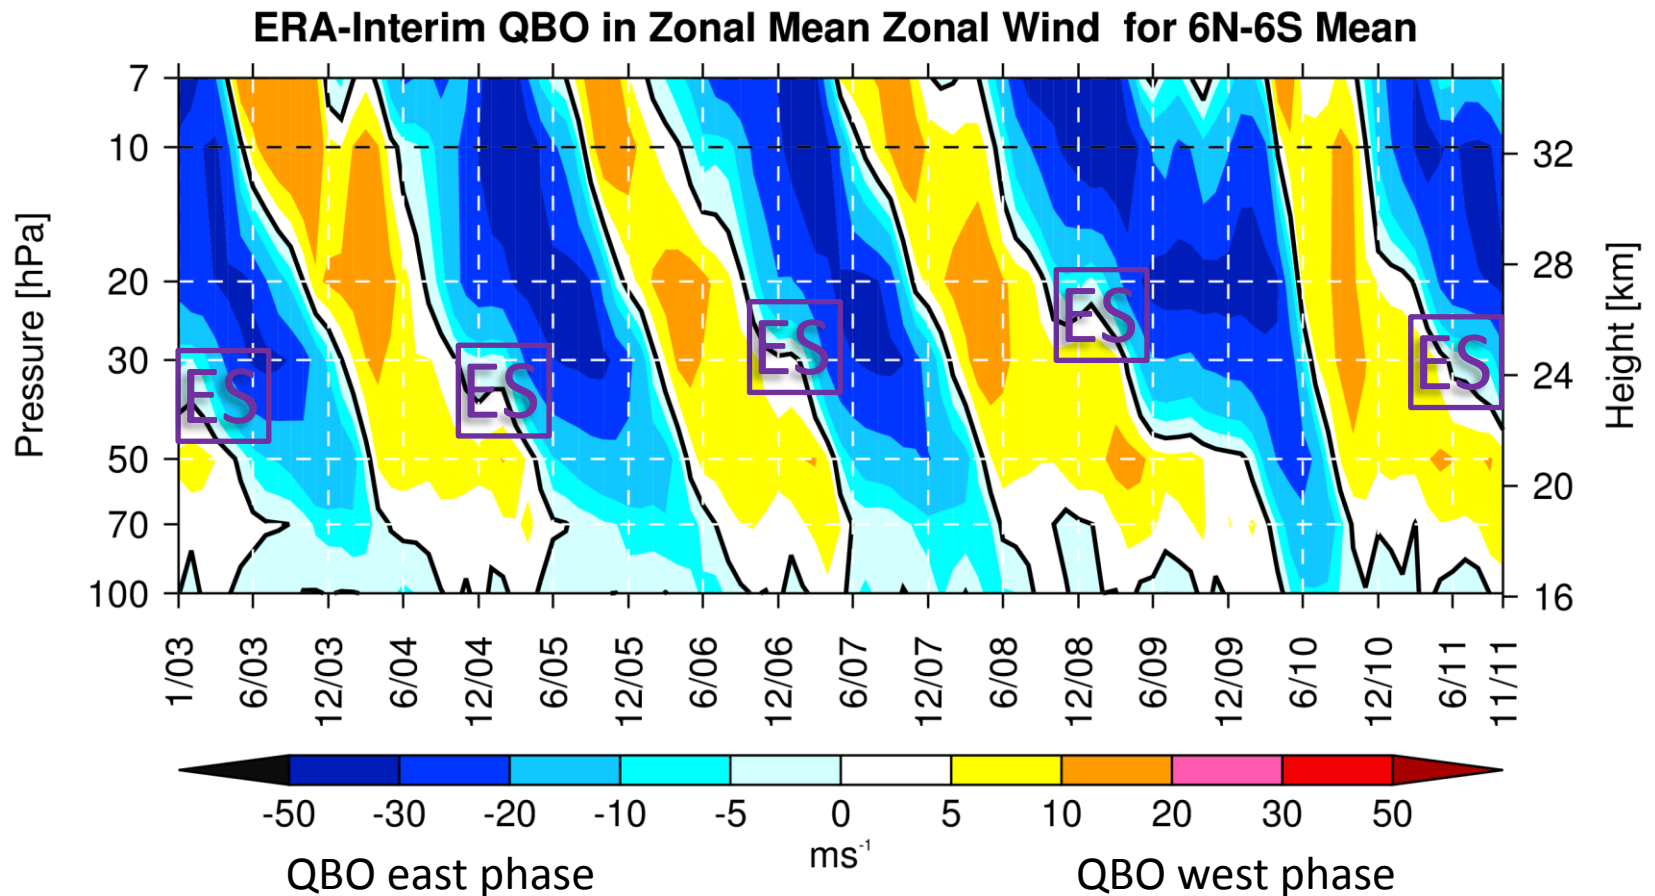 ERA-Interim QBO in Zonal Mean Zonal Wind for 6N-6S Mean
Pressure [hPa]
7
10
20
30
50
70
100
Height [km]
32
28
24
20
16
ES
ES
ES
ES
ES
1/03
6/03
12/03
6/04
12/04
6/05
12/05
6/06
12/06
6/07
12/07
6/08
12/08
6/09
12/09
6/10
12/10
6/11
11/11
-50 -30 -20 -10 -5 0 5 10 20 30 50
ms⁻¹
QBO east phase QBO west phase